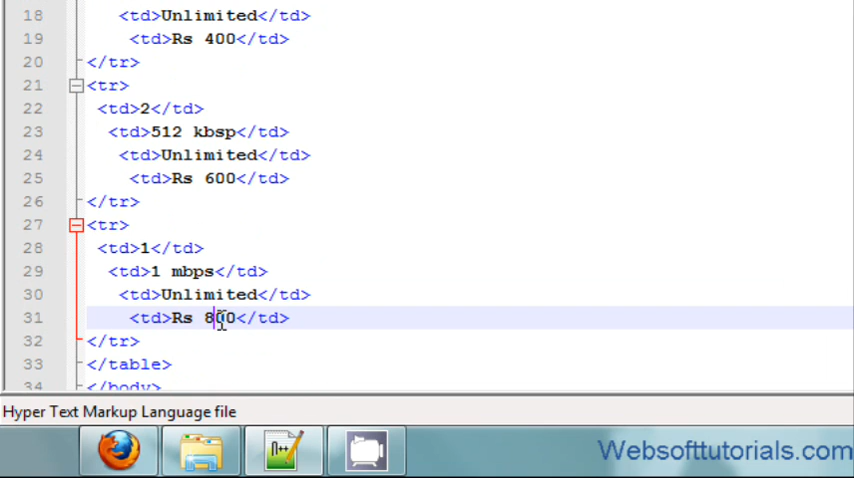 18 <td>Unlimited</td>
19 <td>Rs 400</td>
20 </tr>
21 <tr>
22 <td>2</td>
23 <td>512 kbsp</td>
24 <td>Unlimited</td>
25 <td>Rs 600</td>
26 </tr>
27 <tr>
28 <td>1</td>
29 <td>1 mbps</td>
30 <td>Unlimited</td>
31 <td>Rs 800</td>
32 </tr>
33 </table>
34 </body>
Hyper Text Markup Language file
n++
Websofttutorials.com